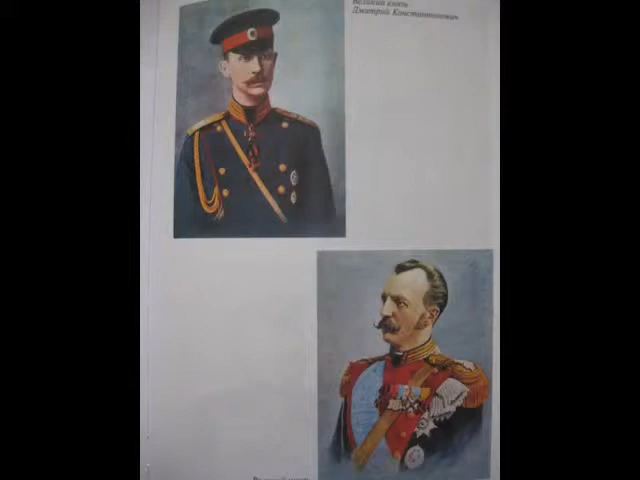 Великий князь
Дмитрий Константинович